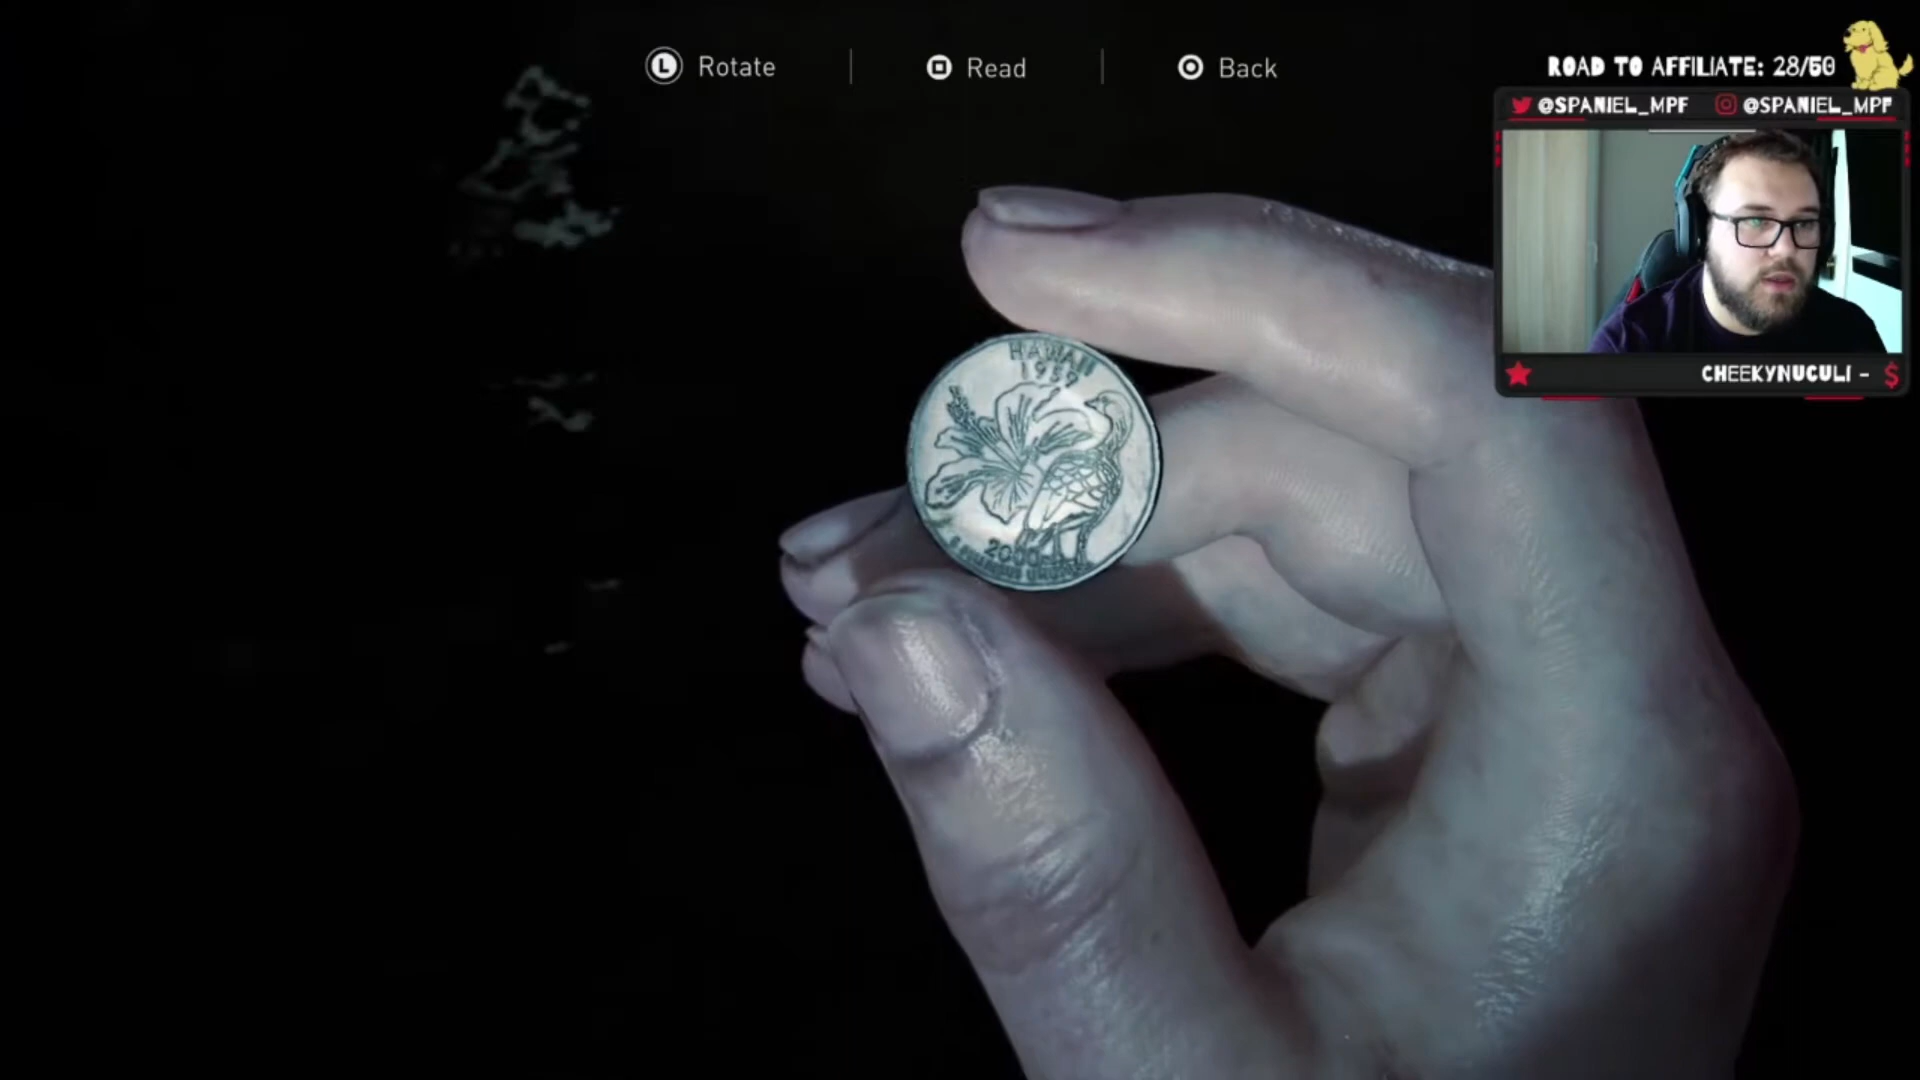 L Rotate
Read
Back
ROAD TO AFFILIATE: 28/50
@SPANIEL_MPF
@SPANIEL_MPF
CHEEKYNUCULI -
$
HAWAII
1959
2000